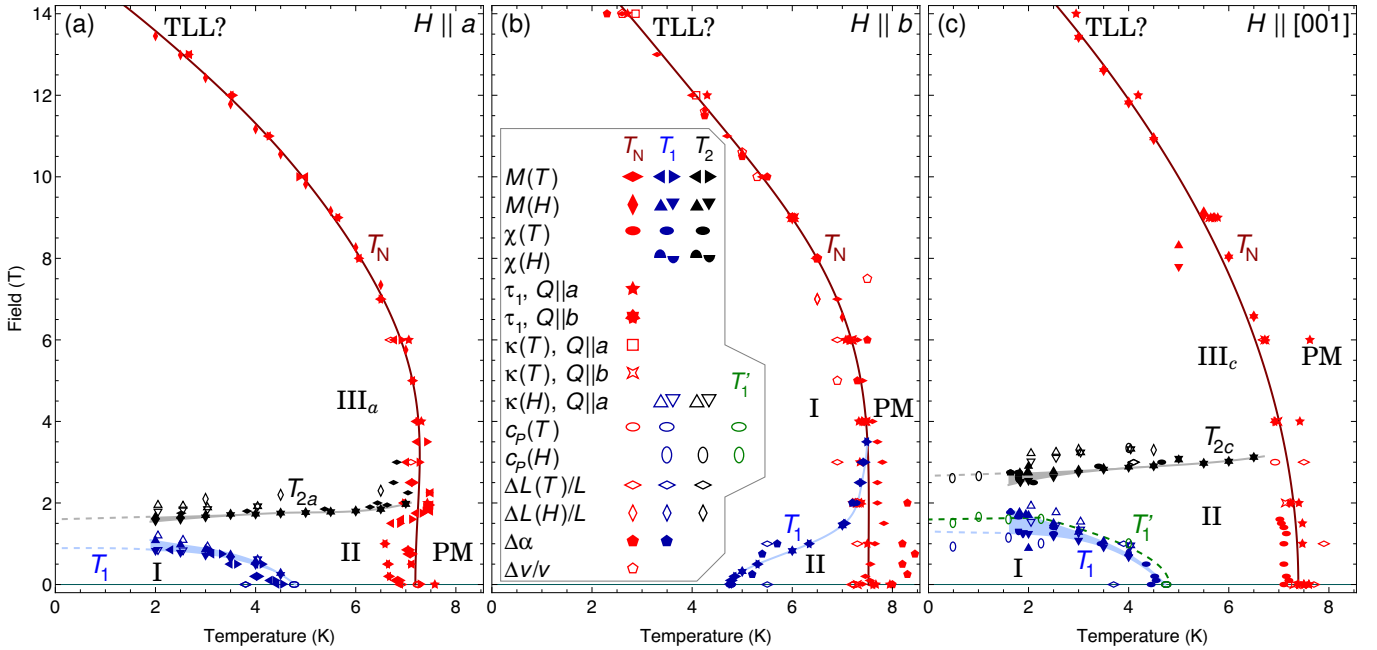 (a) TLL? H || a
14
12
10
8
6
4
2
0
Field (T)
T_N
III_a
T_2a
II PM
T_1 I
0 2 4 6 8
Temperature (K)
(b) TLL? H || b
T_N T_1 T_2
M(T)
M(H)
χ(T)
χ(H)
τ_1, Q||a
τ_1, Q||b
κ(T), Q||a
κ(T), Q||b
T'_1
κ(H), Q||a
c_P(T)
c_P(H)
ΔL(T)/L
ΔL(H)/L
Δα
Δv/v
T_N
I PM
T_1
II
0 2 4 6 8
Temperature (K)
(c) TLL? H || [001]
T_N
III_c PM
T_2c
II
T'_1
I T_1
0 2 4 6 8
Temperature (K)